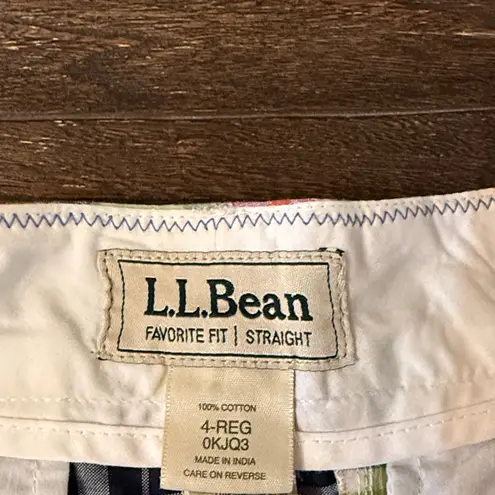 L.L.Bean
FAVORITE FIT | STRAIGHT
100% COTTON
4-REG
0KJQ3
MADE IN INDIA
CARE ON REVERSE